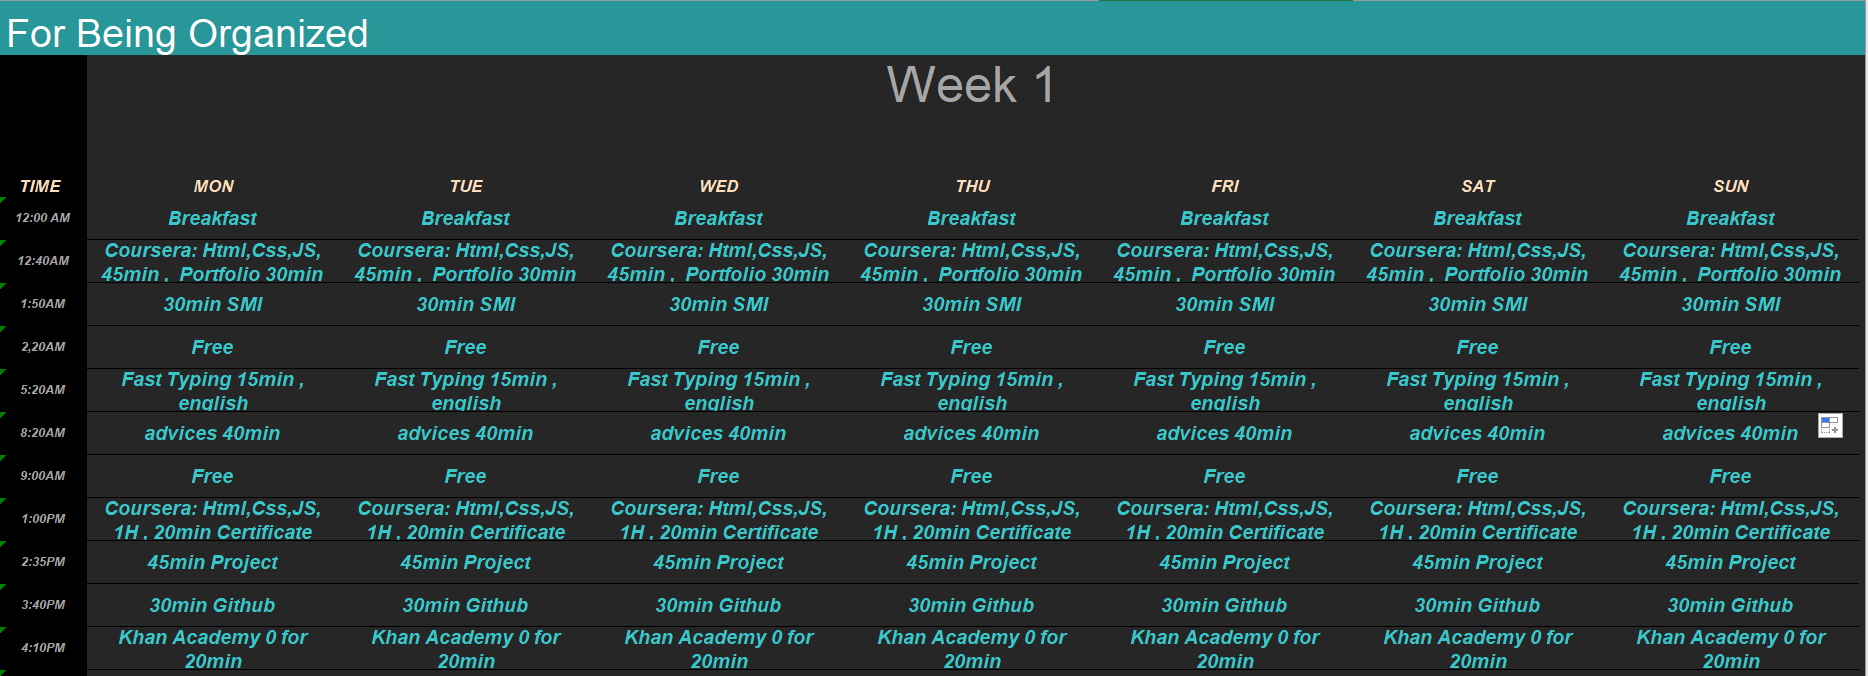 For Being Organized
Week 1
TIME MON TUE WED THU FRI SAT SUN
12:00 AM Breakfast Breakfast Breakfast Breakfast Breakfast Breakfast Breakfast
Coursera: Html,Css,JS, Coursera: Html,Css,JS, Coursera: Html,Css,JS, Coursera: Html,Css,JS, Coursera: Html,Css,JS, Coursera: Html,Css,JS, Coursera: Html,Css,JS,
12:40AM 45min , Portfolio 30min 45min , Portfolio 30min 45min , Portfolio 30min 45min , Portfolio 30min 45min , Portfolio 30min 45min , Portfolio 30min 45min , Portfolio 30min
1:50AM 30min SMI 30min SMI 30min SMI 30min SMI 30min SMI 30min SMI 30min SMI
2,20AM Free Free Free Free Free Free Free
Fast Typing 15min , Fast Typing 15min , Fast Typing 15min , Fast Typing 15min , Fast Typing 15min , Fast Typing 15min , Fast Typing 15min ,
5:20AM english english english english english english english
8:20AM advices 40min advices 40min advices 40min advices 40min advices 40min advices 40min advices 40min
9:00AM Free Free Free Free Free Free Free
Coursera: Html,Css,JS, Coursera: Html,Css,JS, Coursera: Html,Css,JS, Coursera: Html,Css,JS, Coursera: Html,Css,JS, Coursera: Html,Css,JS, Coursera: Html,Css,JS,
1:00PM 1H , 20min Certificate 1H , 20min Certificate 1H , 20min Certificate 1H , 20min Certificate 1H , 20min Certificate 1H , 20min Certificate 1H , 20min Certificate
2:35PM 45min Project 45min Project 45min Project 45min Project 45min Project 45min Project 45min Project
3:40PM 30min Github 30min Github 30min Github 30min Github 30min Github 30min Github 30min Github
Khan Academy 0 for Khan Academy 0 for Khan Academy 0 for Khan Academy 0 for Khan Academy 0 for Khan Academy 0 for Khan Academy 0 for
4:10PM 20min 20min 20min 20min 20min 20min 20min